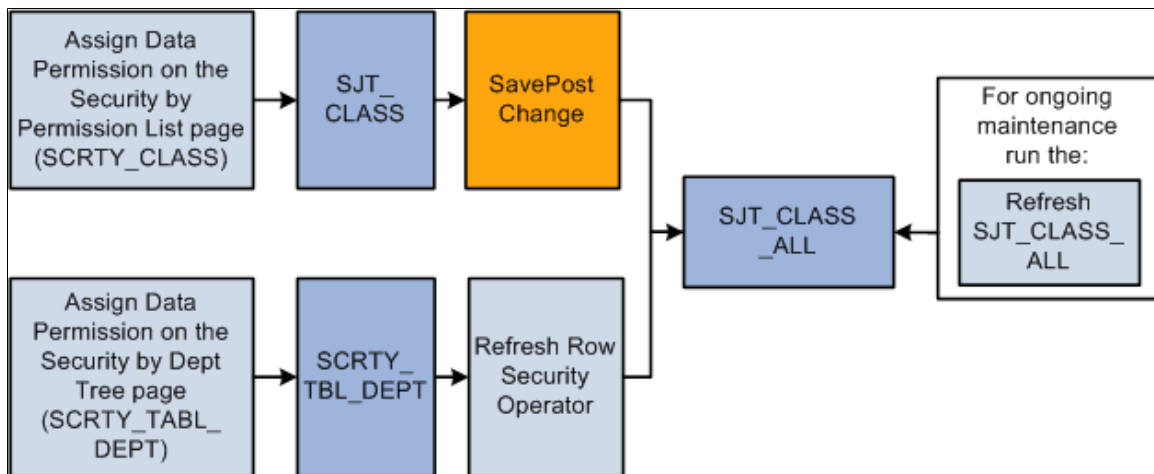 Assign Data
Permission on the
Security by
Permission List page
(SCRTY_CLASS)
SJT_
CLASS
SavePost
Change
For ongoing
maintenance
run the:
Refresh
SJT_CLASS_
ALL
SJT_CLASS
_ALL
Assign Data
Permission on the
Security by Dept
Tree page
(SCRTY_TABL_
DEPT)
SCRTY_
TBL_DEPT
Refresh Row
Security
Operator